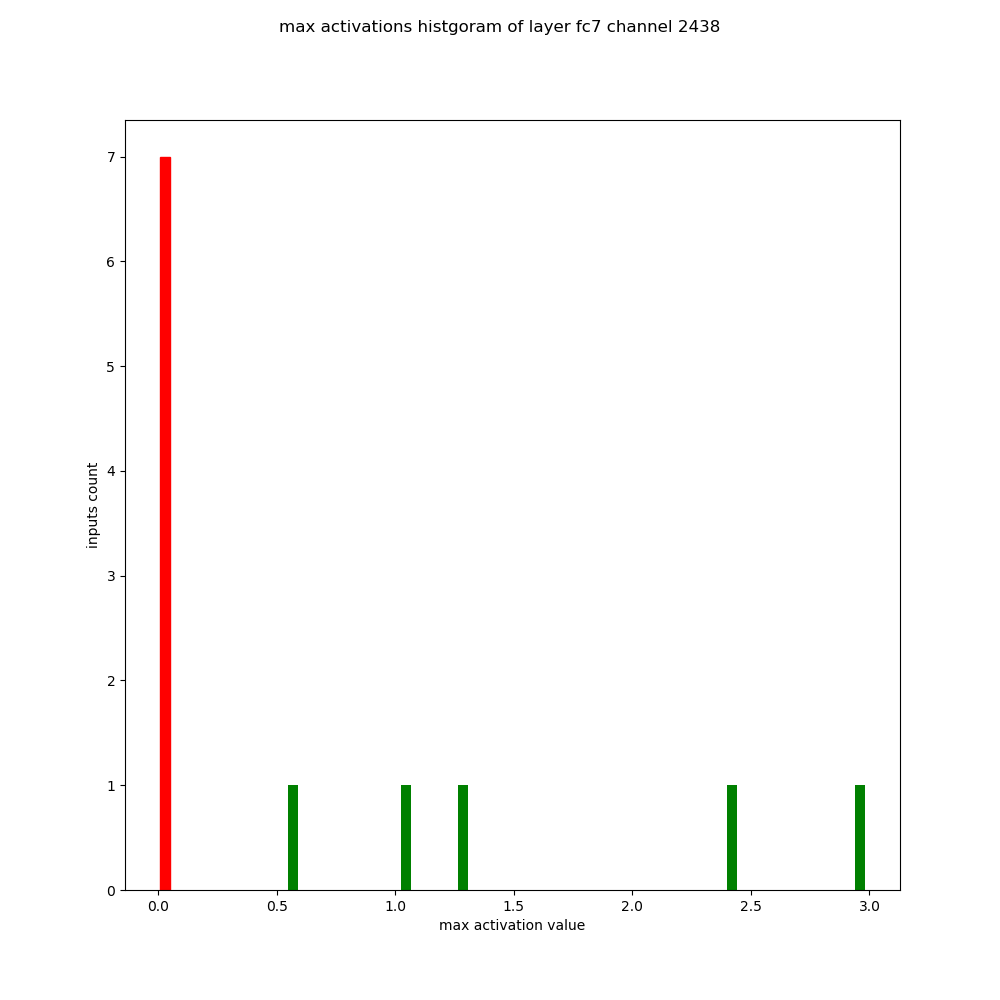 max activations histgoram of layer fc7 channel 2438
7
6
5
4
3
2
1
0
inputs count
0.0 0.5 1.0 1.5 2.0 2.5 3.0
max activation value